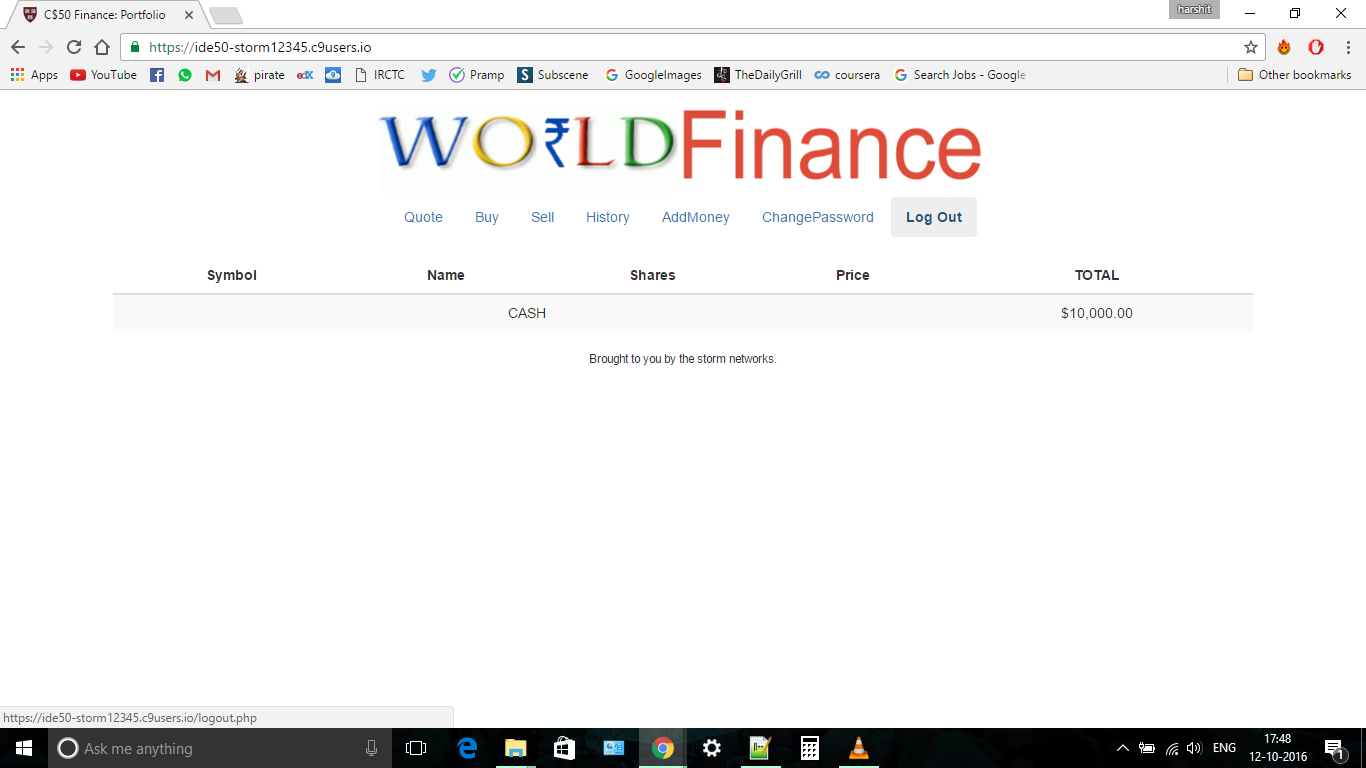 C$50 Finance: Portfolio
harshit
https://ide50-storm12345.c9users.io
Apps YouTube pirate edX IRCTC Pramp Subscene GoogleImages TheDailyGrill coursera Search Jobs - Google Other bookmarks
WO₹LDFinance
Quote Buy Sell History AddMoney ChangePassword Log Out
Symbol Name Shares Price TOTAL
CASH $10,000.00
Brought to you by the storm networks.
https://ide50-storm12345.c9users.io/logout.php
Ask me anything
ENG 17:48
12-10-2016
1